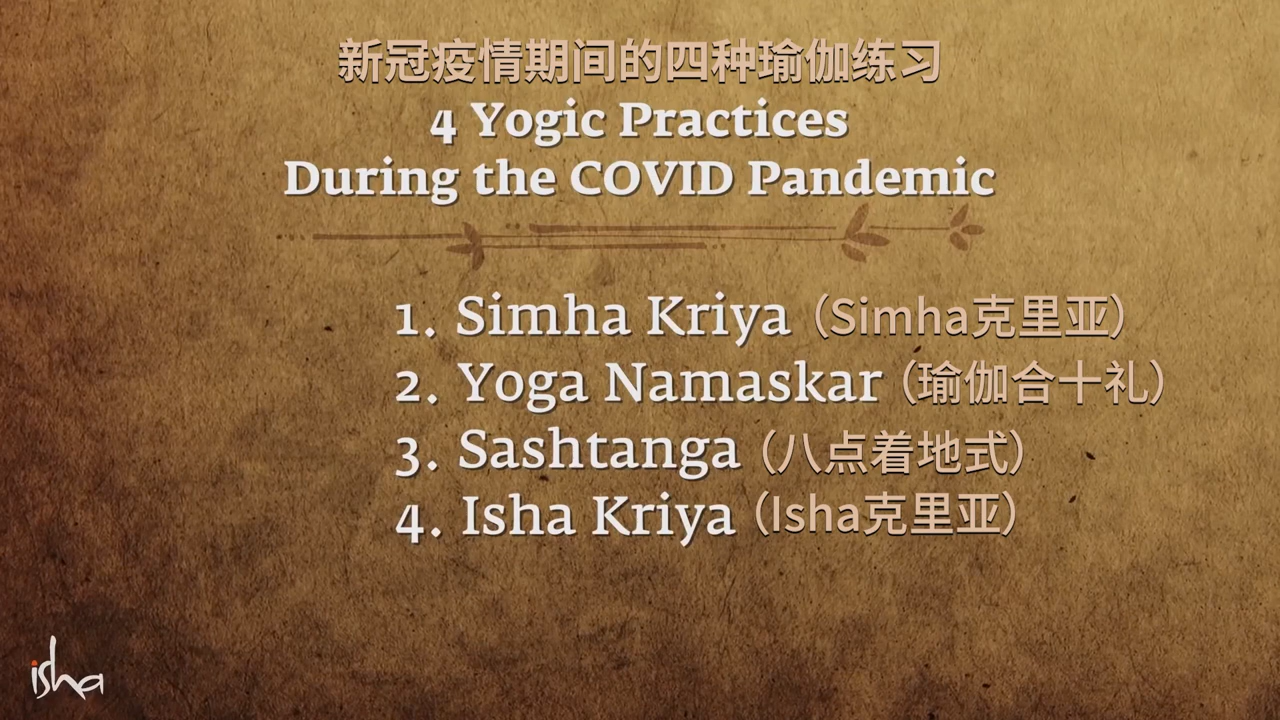 新冠疫情期间的四种瑜伽练习
4 Yogic Practices
During the COVID Pandemic
1. Simha Kriya (Simha克里亚)
2. Yoga Namaskar (瑜伽合十礼)
3. Sashtanga (八点着地式)
4. Isha Kriya (Isha克里亚)
isha